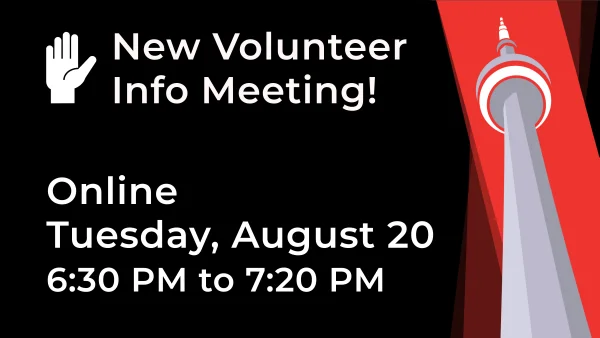 New Volunteer
Info Meeting!
Online
Tuesday, August 20
6:30 PM to 7:20 PM